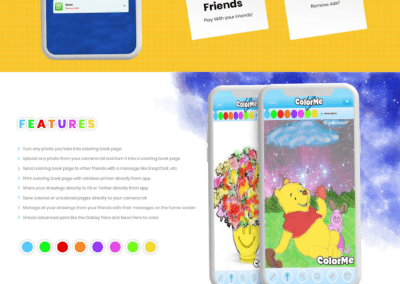 Friends
Play With your Friends!
Remove Ads?
FEATURES
Turn any photo you take into coloring book page
Upload any photo from your camera roll and turn it into a coloring book page
Send coloring book page to other friends with a message like SnapChat, etc
Print coloring book page with wireless printer directly from app
Share your drawings directly to FB or Twitter directly from app
Save colored or uncolored pages directly to your camera roll
Manage all your drawings from your friends with their messages on the home screen
Unlock advanced pens like the Galaxy Pens and Neon Pens to color
ColorMe
ColorMe
ColorMe